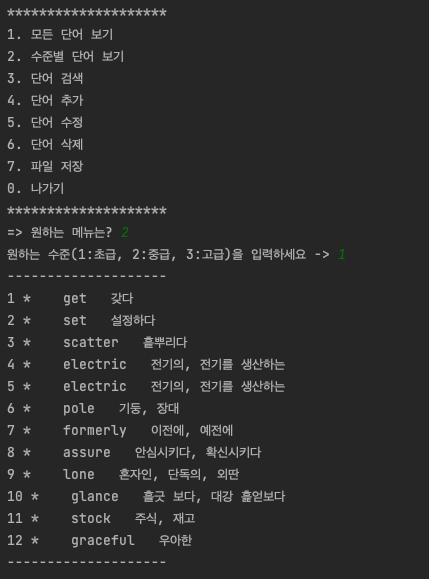 ********************
1. 모든 단어 보기
2. 수준별 단어 보기
3. 단어 검색
4. 단어 추가
5. 단어 수정
6. 단어 삭제
7. 파일 저장
0. 나가기
********************
=> 원하는 메뉴는? 2
원하는 수준(1:초급, 2:중급, 3:고급)을 입력하세요 -> 1
--------------------
1 *    get   갖다
2 *    set   설정하다
3 *    scatter   흩뿌리다
4 *    electric   전기의, 전기를 생산하는
5 *    electric   전기의, 전기를 생산하는
6 *    pole   기둥, 장대
7 *    formerly   이전에, 예전에
8 *    assure   안심시키다, 확신시키다
9 *    lone   혼자인, 단독의, 외딴
10 *    glance   흘긋 보다, 대강 훑얻보다
11 *    stock   주식, 재고
12 *    graceful   우아한
--------------------